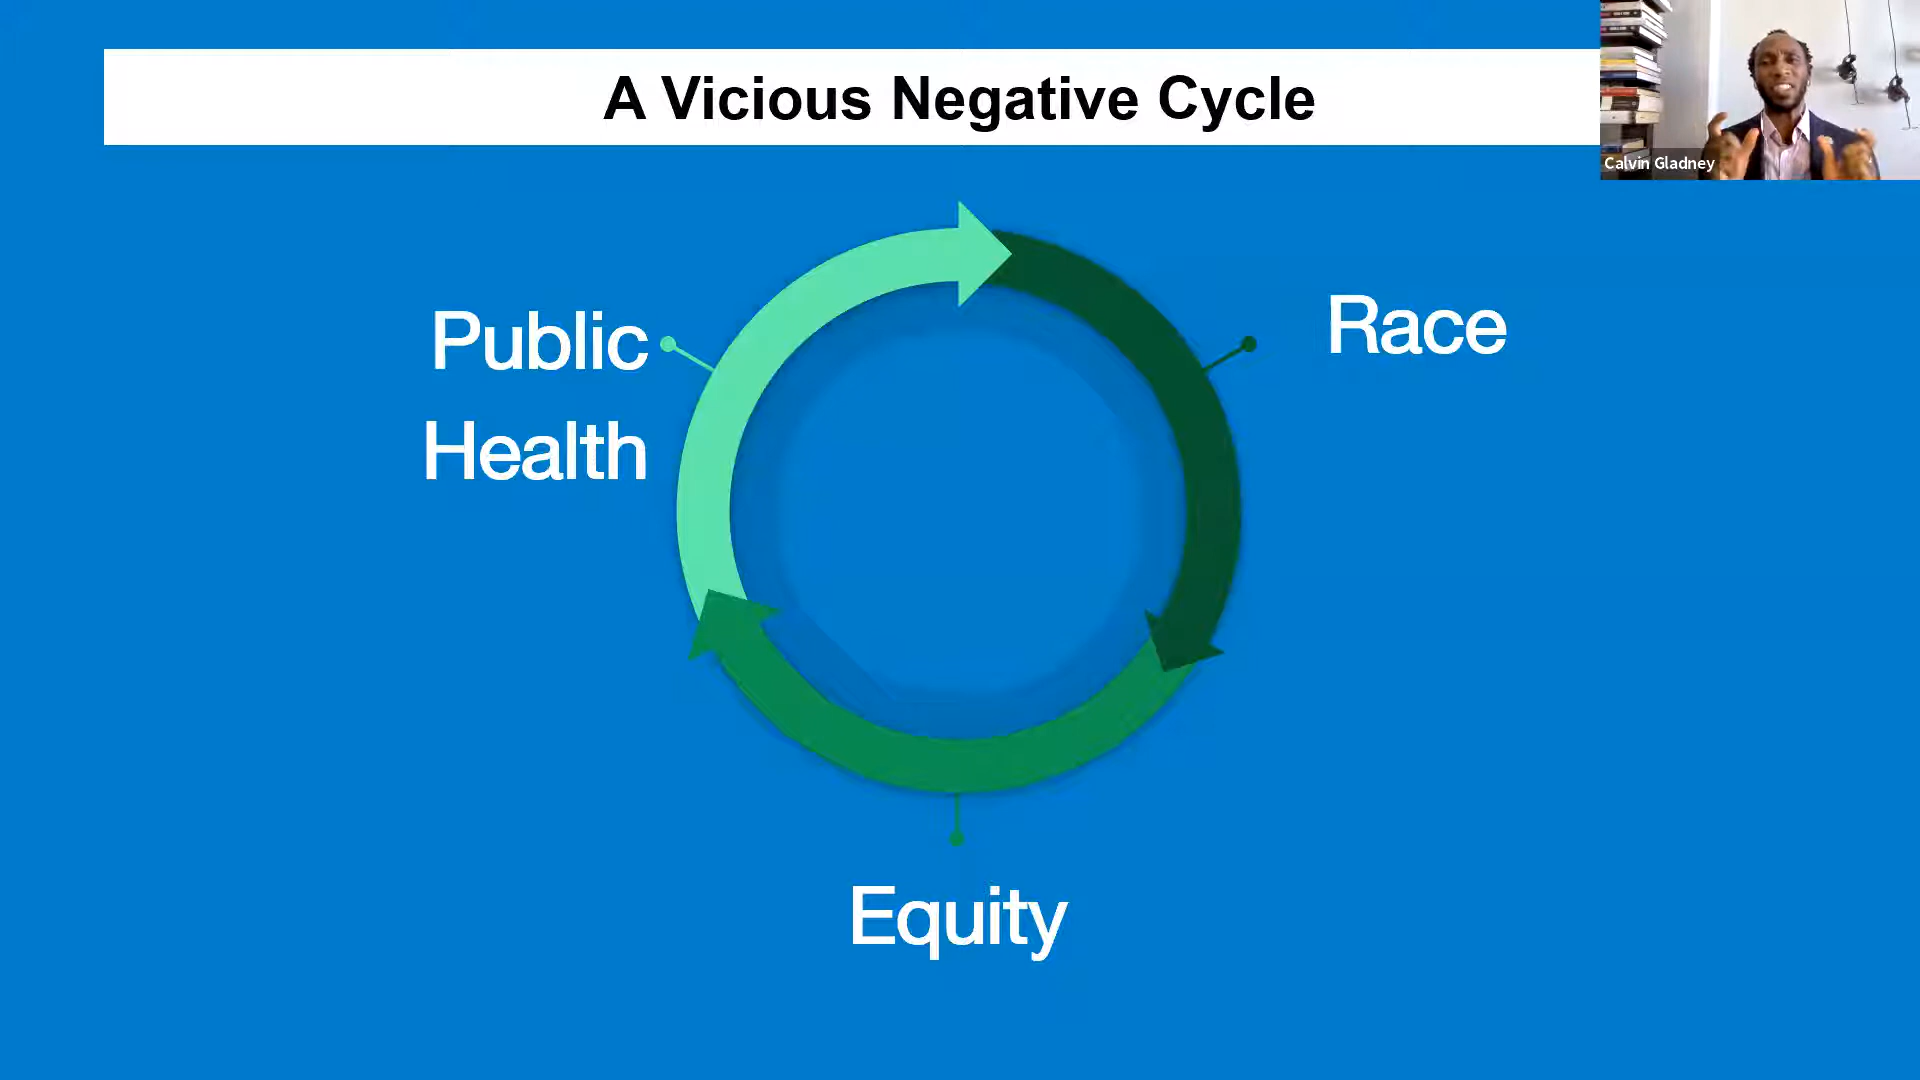 A Vicious Negative Cycle
Calvin Gladney
Public
Health
Race
Equity